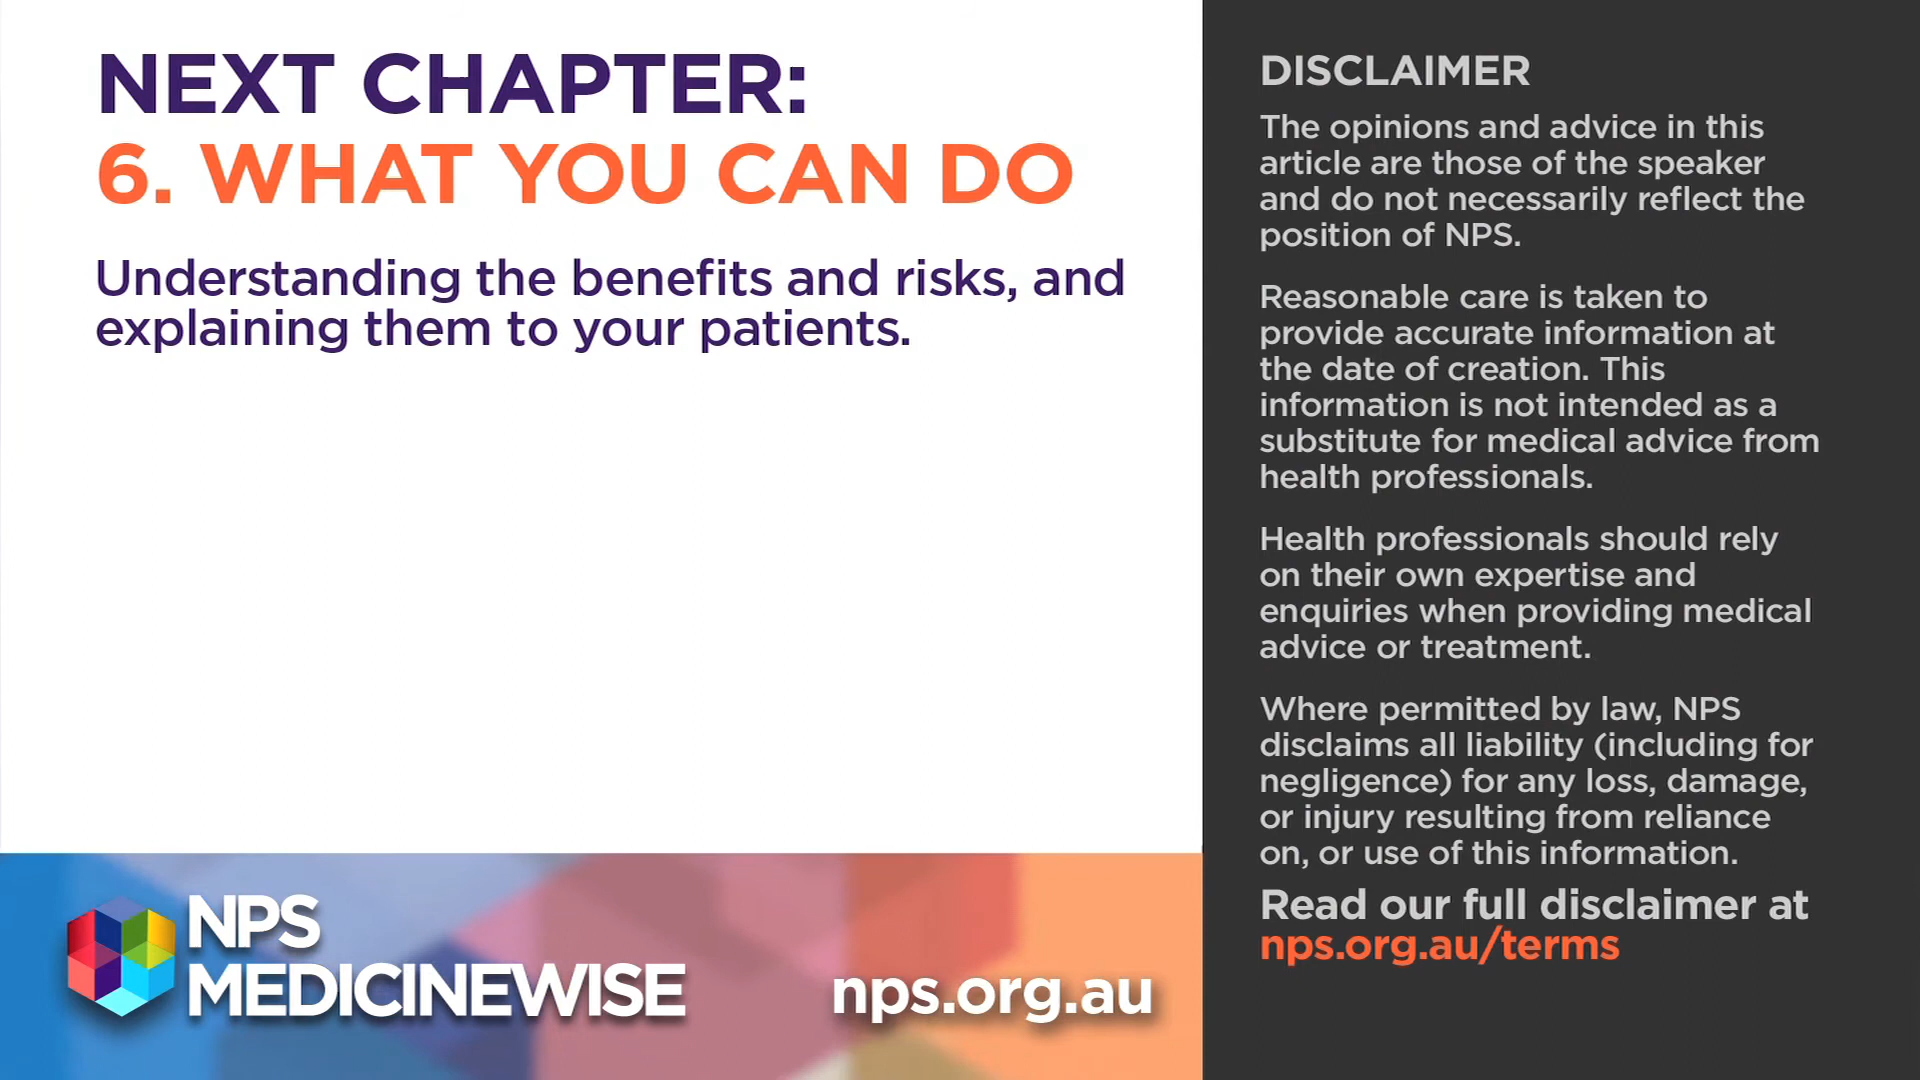 NEXT CHAPTER:
6. WHAT YOU CAN DO
Understanding the benefits and risks, and
explaining them to your patients.
NPS
MEDICINEWISE
nps.org.au
DISCLAIMER
The opinions and advice in this
article are those of the speaker
and do not necessarily reflect the
position of NPS.
Reasonable care is taken to
provide accurate information at
the date of creation. This
information is not intended as a
substitute for medical advice from
health professionals.
Health professionals should rely
on their own expertise and
enquiries when providing medical
advice or treatment.
Where permitted by law, NPS
disclaims all liability (including for
negligence) for any loss, damage,
or injury resulting from reliance
on, or use of this information.
Read our full disclaimer at
nps.org.au/terms